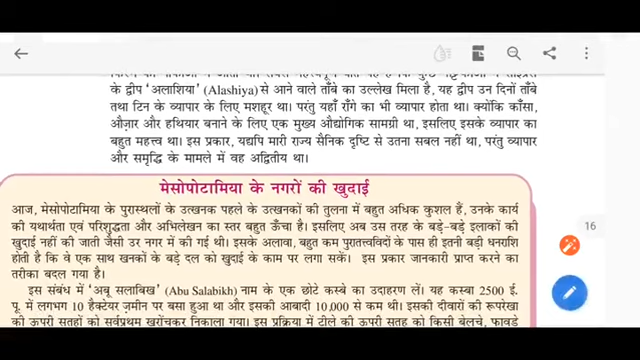 के द्वीप 'अलाशिया' (Alashiya) से आने वाले ताँबे का उल्लेख मिला है, यह द्वीप उन दिनों ताँबे
तथा टिन के व्यापार के लिए मशहूर था। परंतु यहाँ राँगे का भी व्यापार होता था। क्योंकि काँसा,
औज़ार और हथियार बनाने के लिए एक मुख्य औद्योगिक सामग्री था, इसलिए इसके व्यापार का
बहुत महत्त्व था। इस प्रकार, यद्यपि मारी राज्य सैनिक दृष्टि से उतना सबल नहीं था, परंतु व्यापार
और समृद्धि के मामले में वह अद्वितीय था।
मेसोपोटामिया के नगरों की खुदाई
आज, मेसोपोटामिया के पुरास्थलों के उत्खनक पहले के उत्खनकों की तुलना में बहुत अधिक कुशल हैं, उनके कार्य
की यथार्थता एवं परिशुद्धता और अभिलेखन का स्तर बहुत ऊँचा है। इसलिए अब उस तरह के बड़े-बड़े इलाकों की
खुदाई नहीं की जाती जैसी उर नगर में की गई थी। इसके अलावा, बहुत कम पुरातत्त्वविदों के पास ही इतनी बड़ी धनराशि
होती है कि वे एक साथ खनकों के बड़े दल को खुदाई के काम पर लगा सकें। इस प्रकार जानकारी प्राप्त करने का
तरीका बदल गया है।
इस संबंध में 'अबू सलाबिख' (Abu Salabikh) नाम के एक छोटे कस्बे का उदाहरण लें। यह कस्बा 2500 ई.
पू. में लगभग 10 हैक्टेयर ज़मीन पर बसा हुआ था और इसकी आबादी 10,000 से कम थी। इसकी दीवारों की रूपरेखा
की ऊपरी सतहों को सर्वप्रथम खरोंचकर निकाला गया। इस प्रक्रिया में टीले की ऊपरी सतह को किसी बेलचे, फावड़े
16